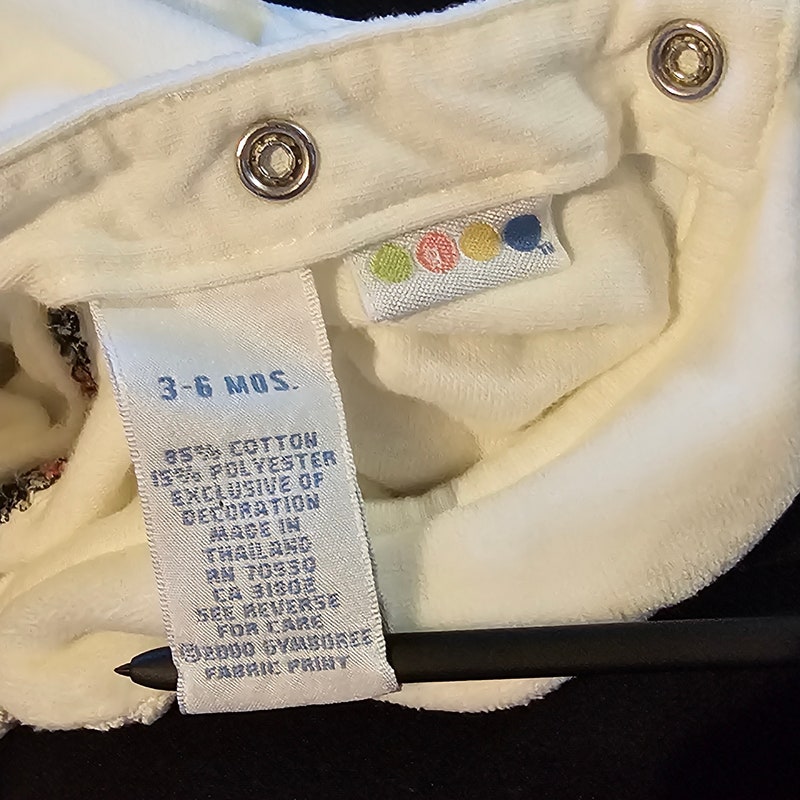 3-6 MOS.
85% COTTON
15% POLYESTER
EXCLUSIVE OF
DECORATION
MADE IN
THAILAND
RN 70550
CA 31302
SEE REVERSE
FOR CARE
©2000 GYMBOREE
FABRIC PRINT